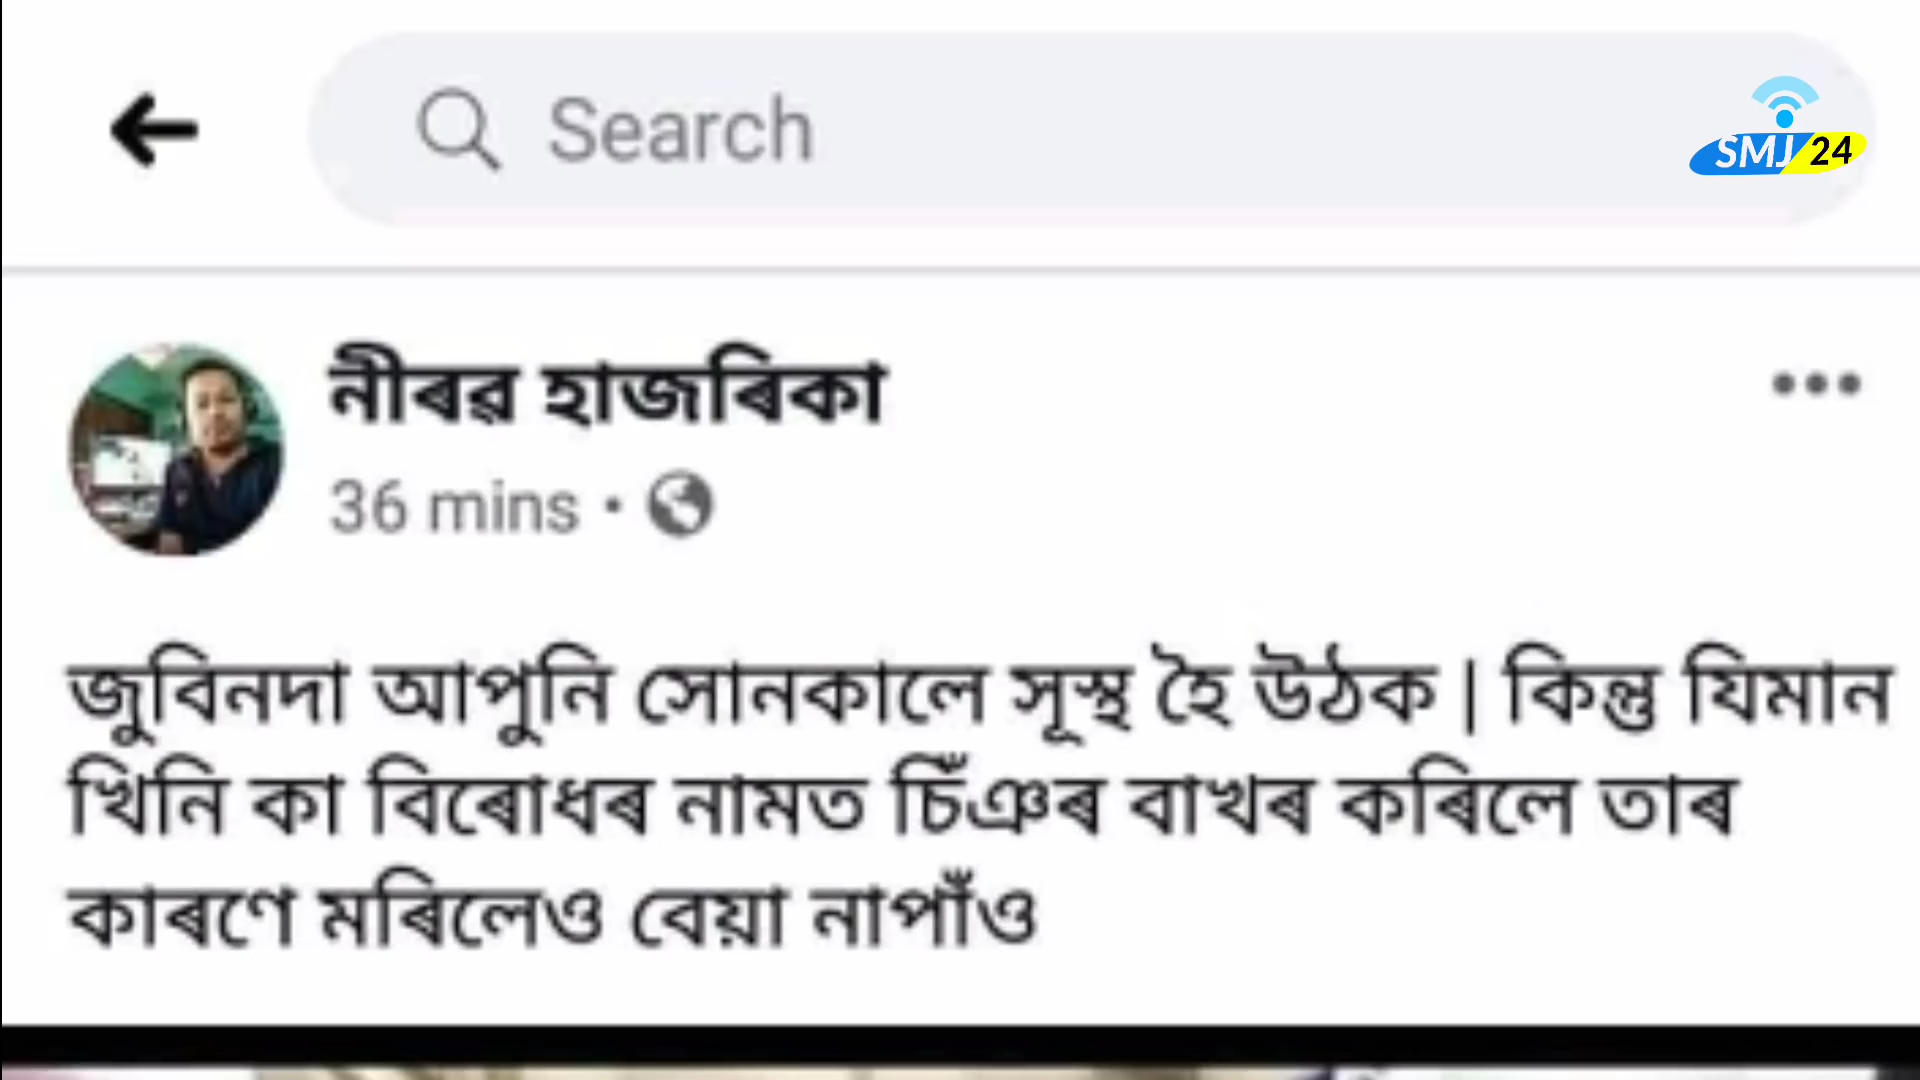 Search
SMJ 24
নীৰৱ হাজৰিকা
36 mins
জুবিনদা আপুনি সোনকালে সূস্থ হৈ উঠক | কিন্তু যিমান
খিনি কা বিৰোধৰ নামত চিঁঞৰ বাখৰ কৰিলে তাৰ
কাৰণে মৰিলেও বেয়া নাপাওঁ